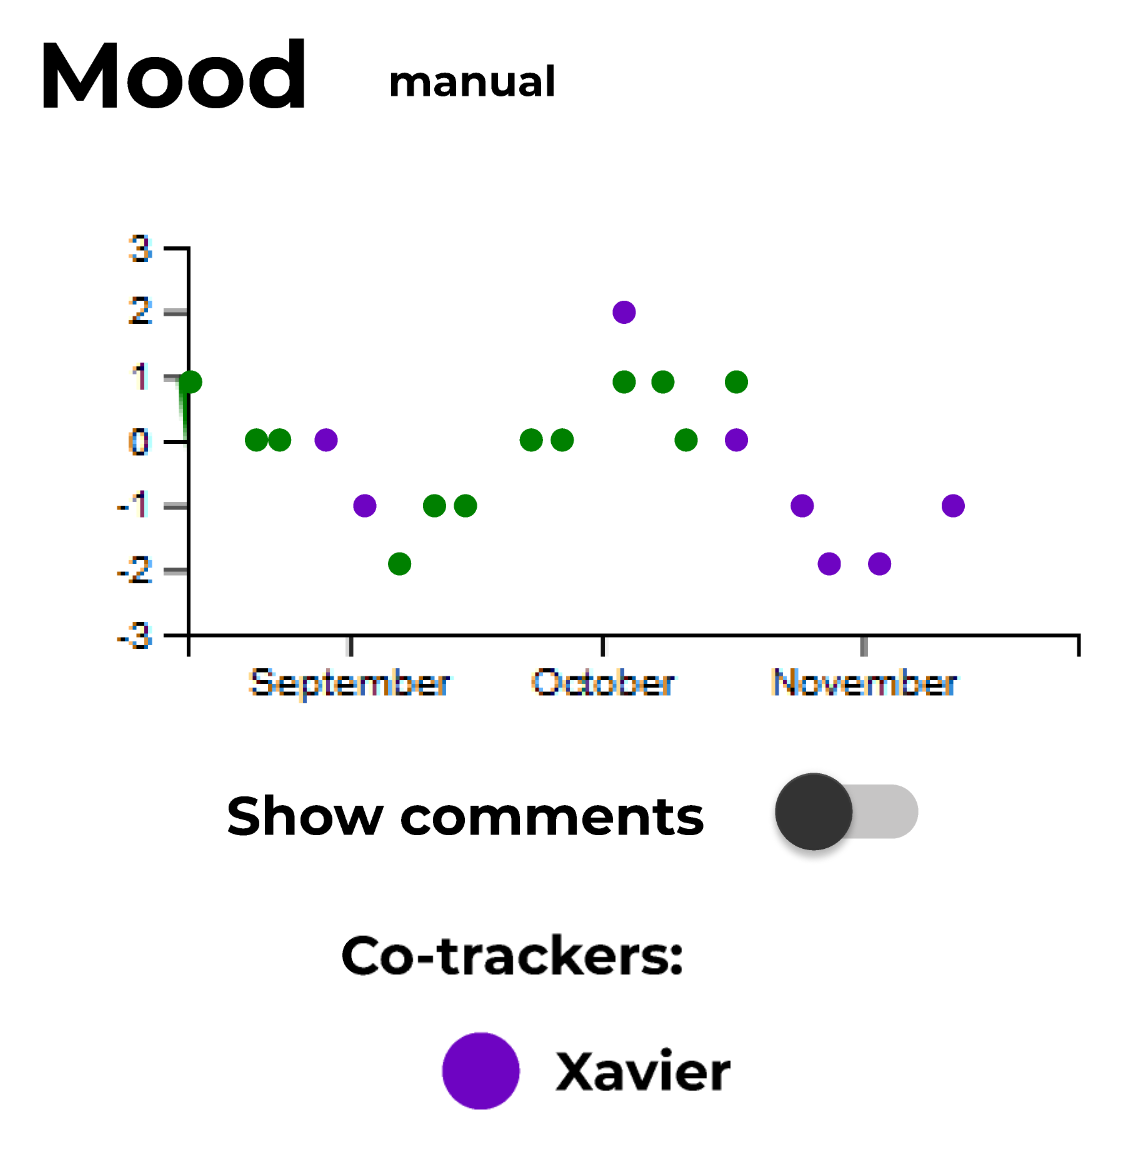 Mood manual
3
2
1
0
-1
-2
-3
September October November
Show comments
Co-trackers:
Xavier